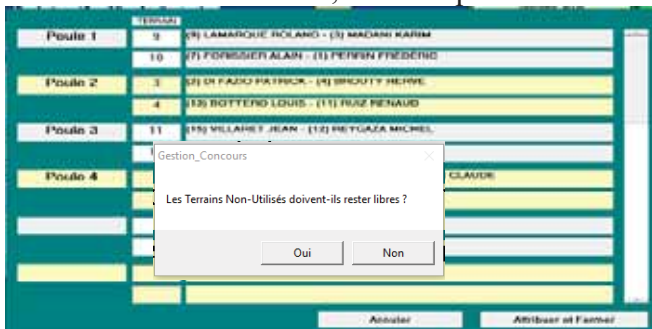 TERRAIN
Poule 1 9 (9) LAMARQUE ROLAND - (3) MADANI KARIM
10 (7) FORISSIER ALAIN - (1) PERRIN FREDERIC
Poule 2 3 (2) DI FAZIO PATRICK - (4) BROUTY HERVE
4 (13) BOTTERO LOUIS - (11) RUIZ RENAUD
Poule 3 11 (15) VILLARET JEAN - (12) REYGAZA MICHEL
Gestion_Concours
Poule 4 CLAUDE
Les Terrains Non-Utilisés doivent-ils rester libres ?
Oui Non
Annuler Attribuer et Fermer